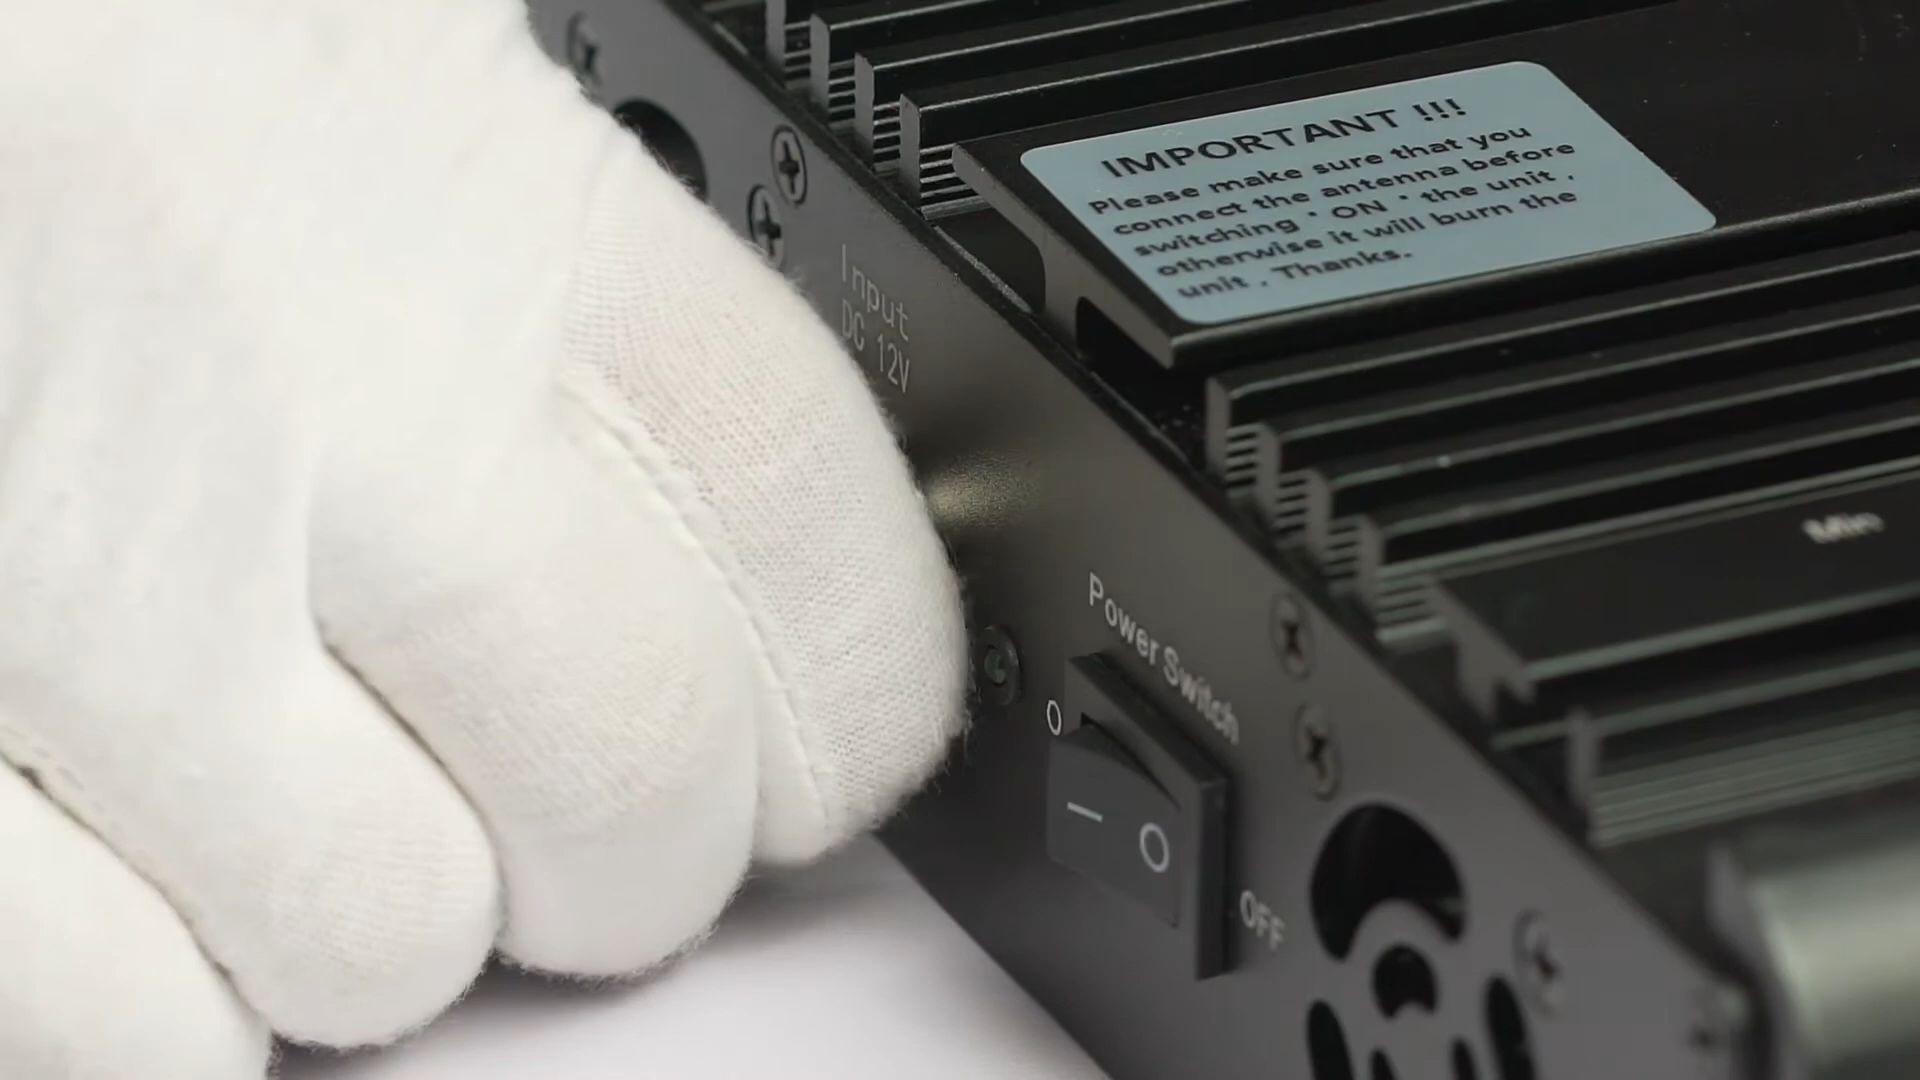 IMPORTANT !!!
Please make sure that you
connect the antenna before
switching " ON " the unit .
otherwise it will burn the
unit . Thanks.
Input
DC 12V
Min
Power Switch
O
— O
OFF